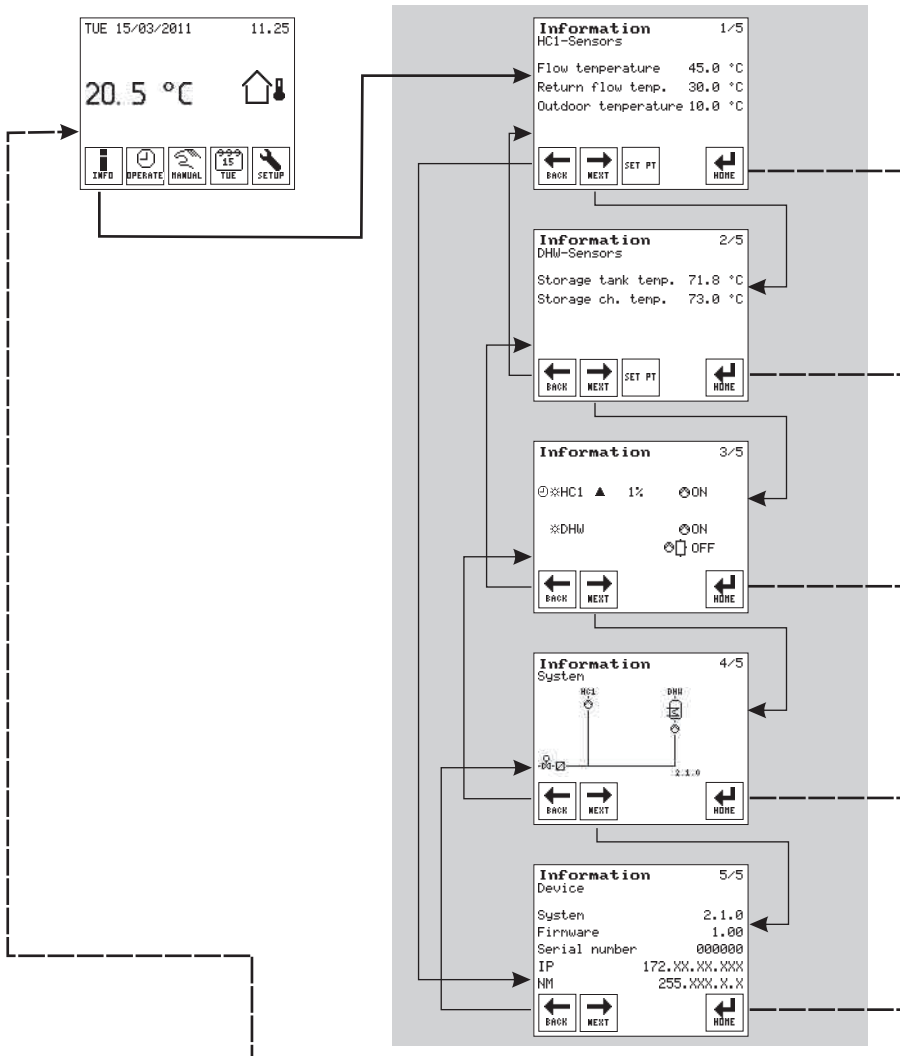 TUE 15/03/2011 11.25
20.5 °C
INFO OPERATE MANUAL 15 TUE SETUP
Information 1/5
HC1-Sensors
Flow temperature 45.0 °C
Return flow temp. 30.0 °C
Outdoor temperature 10.0 °C
BACK NEXT SET PT HOME
Information 2/5
DHW-Sensors
Storage tank temp. 71.8 °C
Storage ch. temp. 73.0 °C
BACK NEXT SET PT HOME
Information 3/5
HC1 ▲ 1% ON
DHW ON
OFF
BACK NEXT HOME
Information 4/5
System
HC1 DHW
2.1.0
BACK NEXT HOME
Information 5/5
Device
System 2.1.0
Firmware 1.00
Serial number 000000
IP 172.XX.XX.XXX
NM 255.XXX.X.X
BACK NEXT HOME